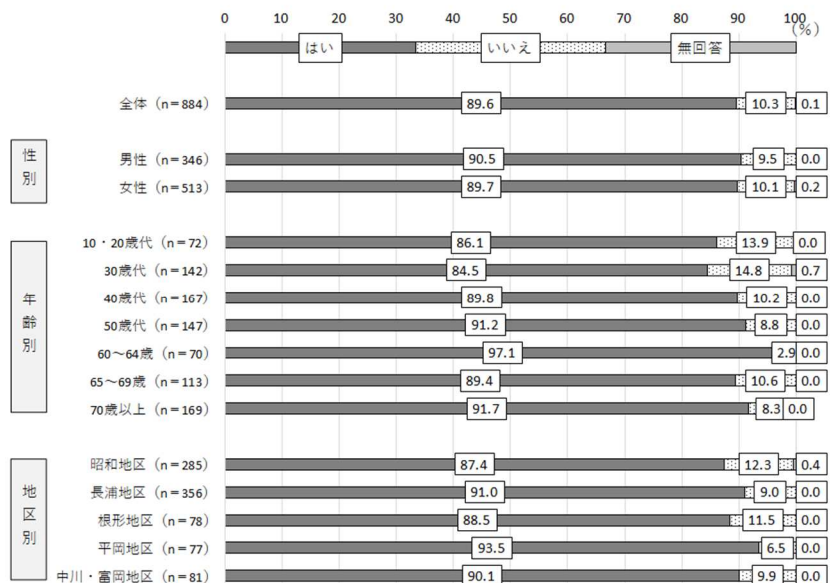 0 10 20 30 40 50 60 70 80 90 100
(%)
はい いいえ 無回答
全体（n＝884） 89.6 10.3 0.1
性別
男性（n＝346） 90.5 9.5 0.0
女性（n＝513） 89.7 10.1 0.2
年齢別
10・20歳代（n＝72） 86.1 13.9 0.0
30歳代（n＝142） 84.5 14.8 0.7
40歳代（n＝167） 89.8 10.2 0.0
50歳代（n＝147） 91.2 8.8 0.0
60～64歳（n＝70） 97.1 2.9 0.0
65～69歳（n＝113） 89.4 10.6 0.0
70歳以上（n＝169） 91.7 8.3 0.0
地区別
昭和地区（n＝285） 87.4 12.3 0.4
長浦地区（n＝356） 91.0 9.0 0.0
根形地区（n＝78） 88.5 11.5 0.0
平岡地区（n＝77） 93.5 6.5 0.0
中川・富岡地区（n＝81） 90.1 9.9 0.0